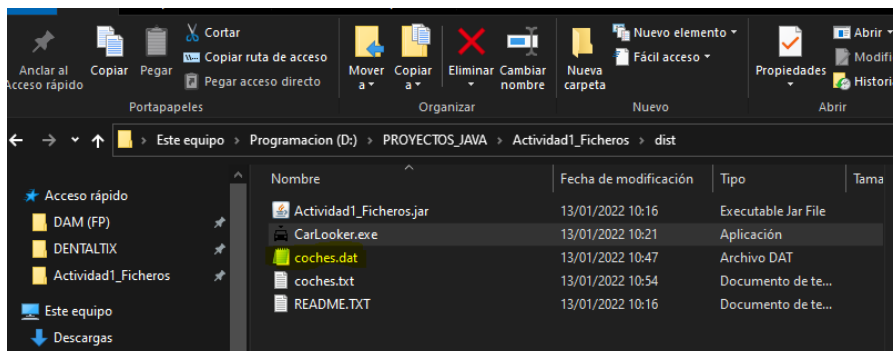 Anclar al
Acceso rápido
Copiar
Pegar
Cortar
Copiar ruta de acceso
Pegar acceso directo
Portapapeles
Mover
a
Copiar
a
Eliminar
Cambiar
nombre
Organizar
Nueva
carpeta
Nuevo elemento
Fácil acceso
Nuevo
Propiedades
Abrir
Abrir
Este equipo > Programacion (D:) > PROYECTOS_JAVA > Actividad1_Ficheros > dist
Nombre Fecha de modificación Tipo
Acceso rápido
DAM (FP)
DENTALTIX
Actividad1_Ficheros
Este equipo
Descargas
Actividad1_Ficheros.jar 13/01/2022 10:16 Executable Jar File
CarLooker.exe 13/01/2022 10:21 Aplicación
coches.dat 13/01/2022 10:47 Archivo DAT
coches.txt 13/01/2022 10:54 Documento de te...
README.TXT 13/01/2022 10:16 Documento de te...